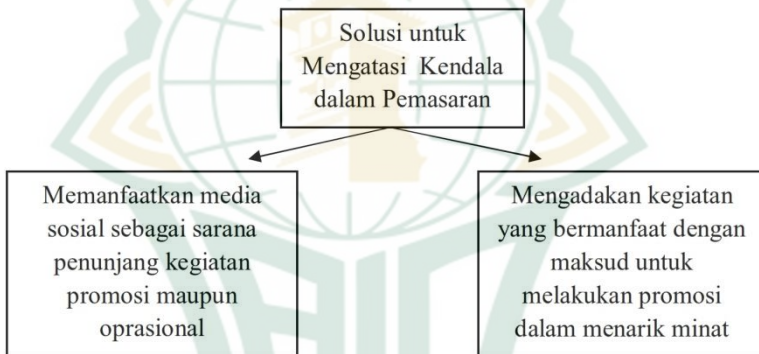 Solusi untuk
Mengatasi Kendala
dalam Pemasaran
Memanfaatkan media
sosial sebagai sarana
penunjang kegiatan
promosi maupun
oprasional
Mengadakan kegiatan
yang bermanfaat dengan
maksud untuk
melakukan promosi
dalam menarik minat